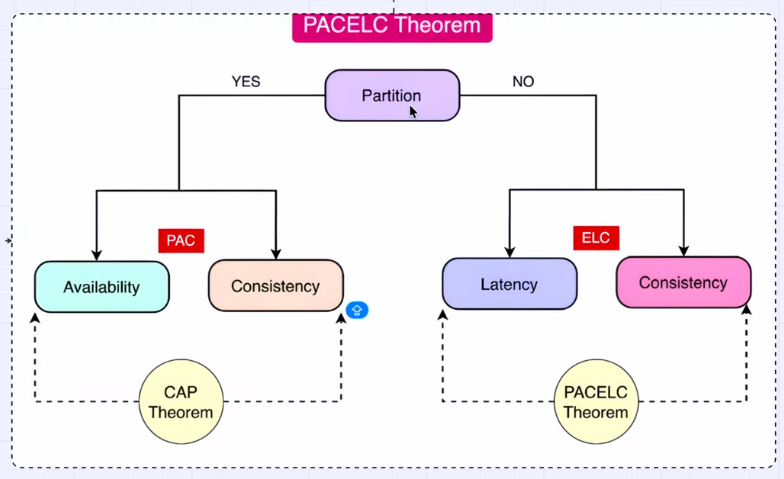 PACELC Theorem
YES
Partition
NO
PAC
ELC
Availability
Consistency
Latency
Consistency
CAP
Theorem
PACELC
Theorem